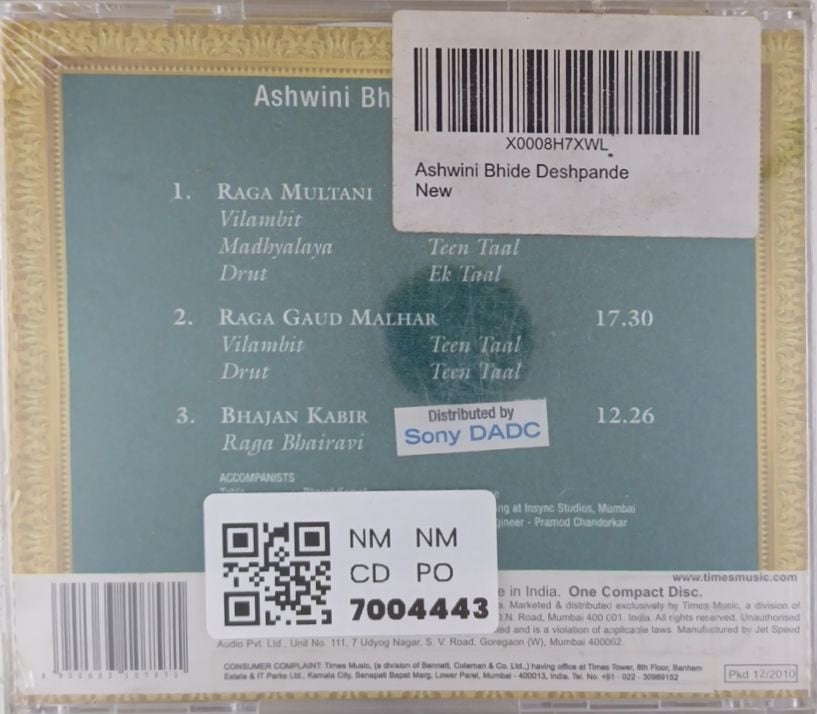 Ashwini Bh
X0008H7XWL
Ashwini Bhide Deshpande
New
1. RAGA MULTANI
Vilambit
Madhyalaya Teen Taal
Drut Ek Taal
2. RAGA GAUD MALHAR 17.30
Vilambit Teen Taal
Drut Teen Taal
3. BHAJAN KABIR 12.26
Raga Bhairavi
Distributed by
Sony DADC
ACCOMPANISTS
ng at Insync Studios, Mumbai
gineer - Pramod Chandorkar
NM NM
CD PO
7004443
www.timesmusic.com
e in India. One Compact Disc.
a. Marketed & distributed exclusively by Times Music, a division of
D.N. Road, Mumbai 400 001. India. All rights reserved. Unauthorised
ted and is a violation of applicable laws. Manufactured by Jet Speed
Audio Pvt. Ltd., Unit No. 111, 7 Udyog Nagar, S. V. Road, Goregaon (W), Mumbai 400062.
CONSUMER COMPLAINT: Times Music, (a division of Bennett, Coleman & Co. Ltd.,) having office at Times Tower, 8th Floor, Banham
Estate & IT Parks Ltd., Kamala City, Senapati Bapat Marg, Lower Parel, Mumbai - 400013, India. Tel. No. +91 - 022 - 30989152
Pkd 12/2010